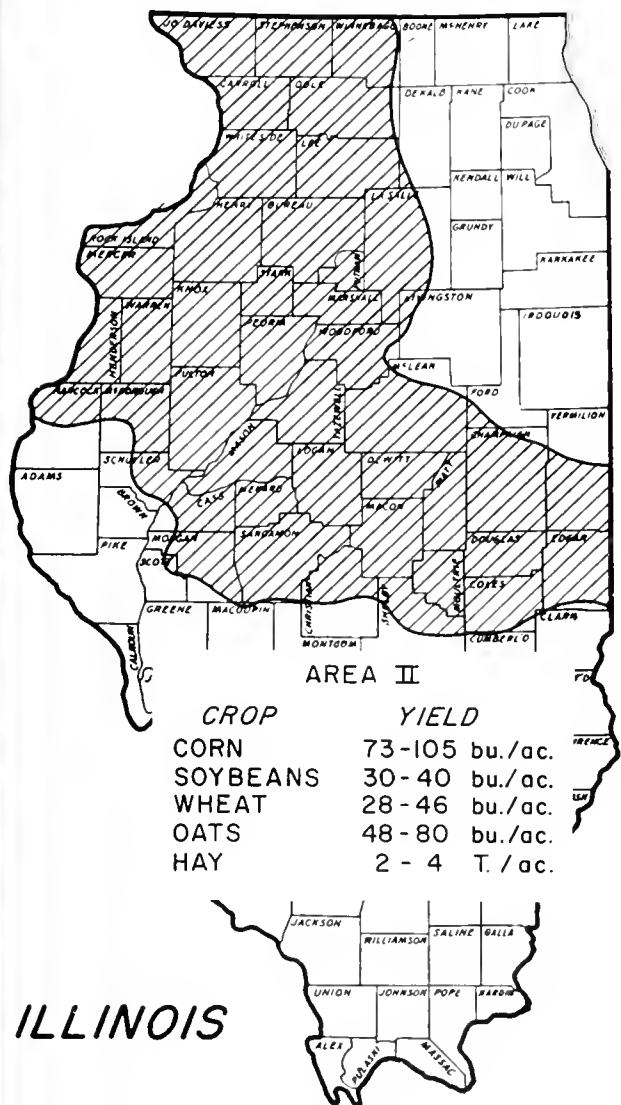 JO DAVIESS STEPHENSON WINNEBAGO BOONE McHENRY LAKE
CARROLL OGLE DEKALB KANE COOK
DUPAGE
WHITESIDE LEE
KENDALL WILL
HENRY BUREAU LA SALLE
GRUNDY
ROCK ISLAND
MERCER
KANKAKEE
STARK PUTNAM
KNOX MARSHALL LIVINGSTON
WARREN
HENDERSON
PEORIA WOODFORD IROQUOIS
FULTON McLEAN
HANCOCK TAZEWELL FORD
MASON VERMILION
CHAMPAIGN
SCHUYLER LOGAN DEWITT
ADAMS
CASS MENARD PIATT
BROWN MACON
PIKE MORGAN SANGAMON DOUGLAS EDGAR
SCOTT
MOULTRIE COLES
GREENE MACOUPIN CHRISTIAN SHELBY CLARK
CUMBERL'D
CALHOUN MONTGOM
AREA II
CROP YIELD
CORN 73-105 bu./ac.
SOYBEANS 30-40 bu./ac.
WHEAT 28-46 bu./ac.
OATS 48-80 bu./ac.
HAY 2-4 T./ac.
JACKSON
WILLIAMSON SALINE GALLA
UNION JOHNSON POPE HARDIN
ILLINOIS
ALEX PULASKI MASSAC